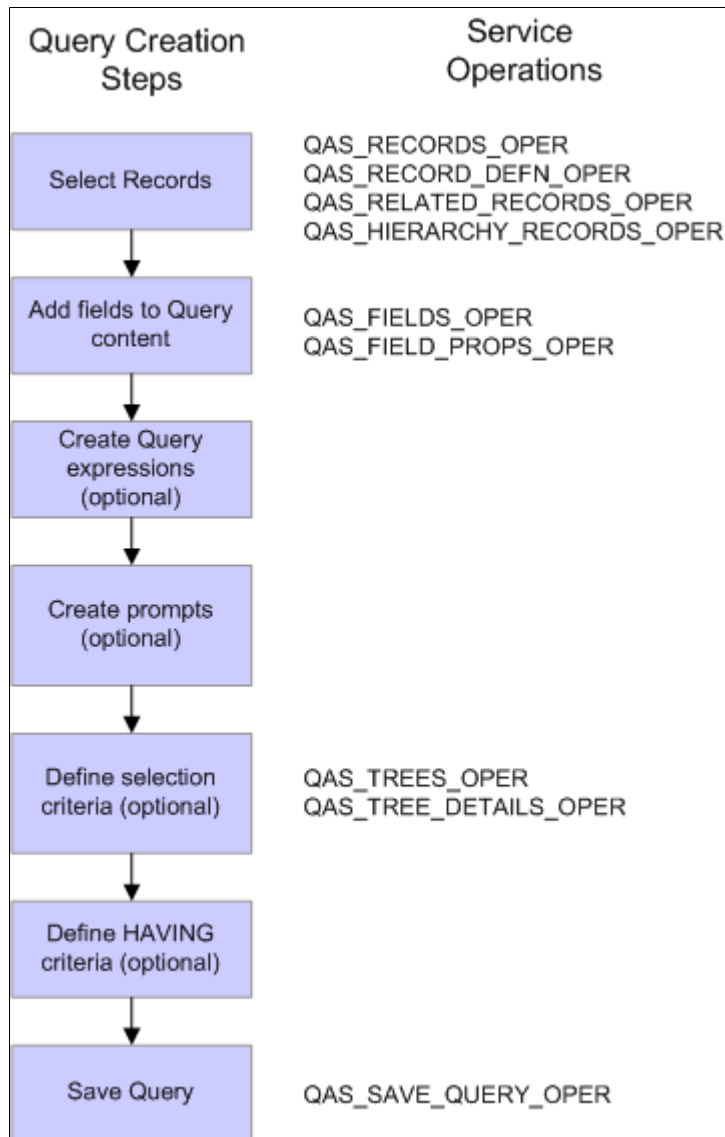 Query Creation
Steps
Service
Operations
Select Records
QAS_RECORDS_OPER
QAS_RECORD_DEFN_OPER
QAS_RELATED_RECORDS_OPER
QAS_HIERARCHY_RECORDS_OPER
Add fields to Query
content
QAS_FIELDS_OPER
QAS_FIELD_PROPS_OPER
Create Query
expressions
(optional)
Create prompts
(optional)
Define selection
criteria (optional)
QAS_TREES_OPER
QAS_TREE_DETAILS_OPER
Define HAVING
criteria (optional)
Save Query
QAS_SAVE_QUERY_OPER